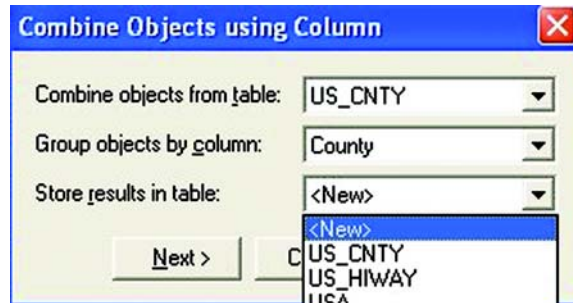 Combine Objects using Column
Combine objects from table: US_CNTY
Group objects by column: County
Store results in table: <New>
<New>
Next > C US_CNTY
US_HIWAY
USA